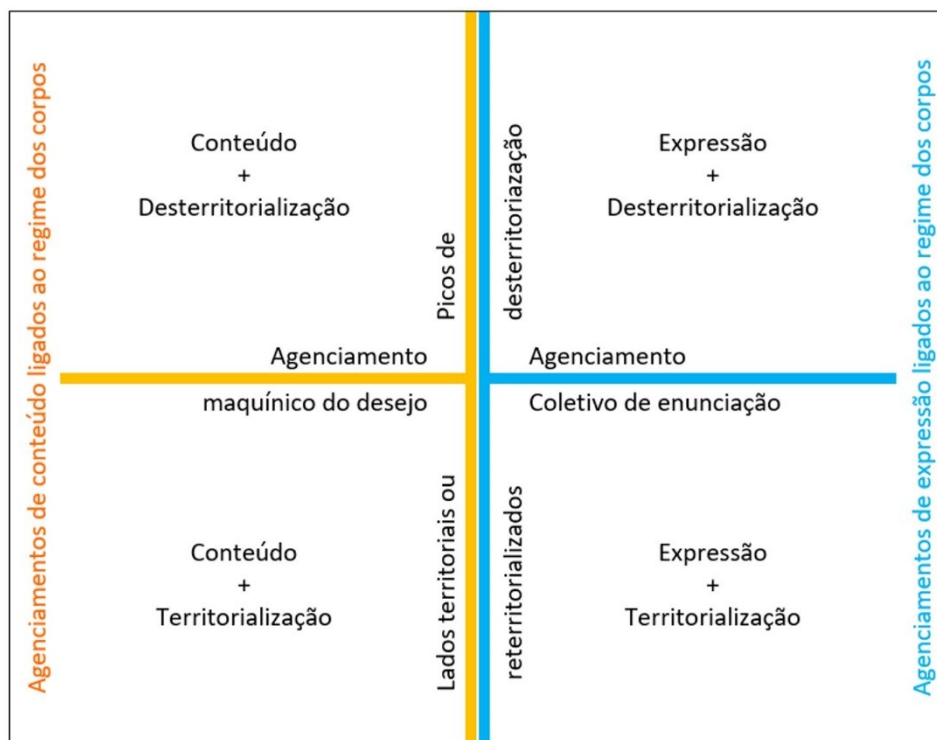 Agenciamentos de conteúdo ligados ao regime dos corpos
Conteúdo
+
Desterritorialização
Picos de
desterritoriazação
Expressão
+
Desterritorialização
Agenciamento
maquínico do desejo
Agenciamento
Coletivo de enunciação
Conteúdo
+
Territorialização
Lados territoriais ou
reterritorializados
Expressão
+
Territorialização
Agenciamentos de expressão ligados ao regime dos corpos